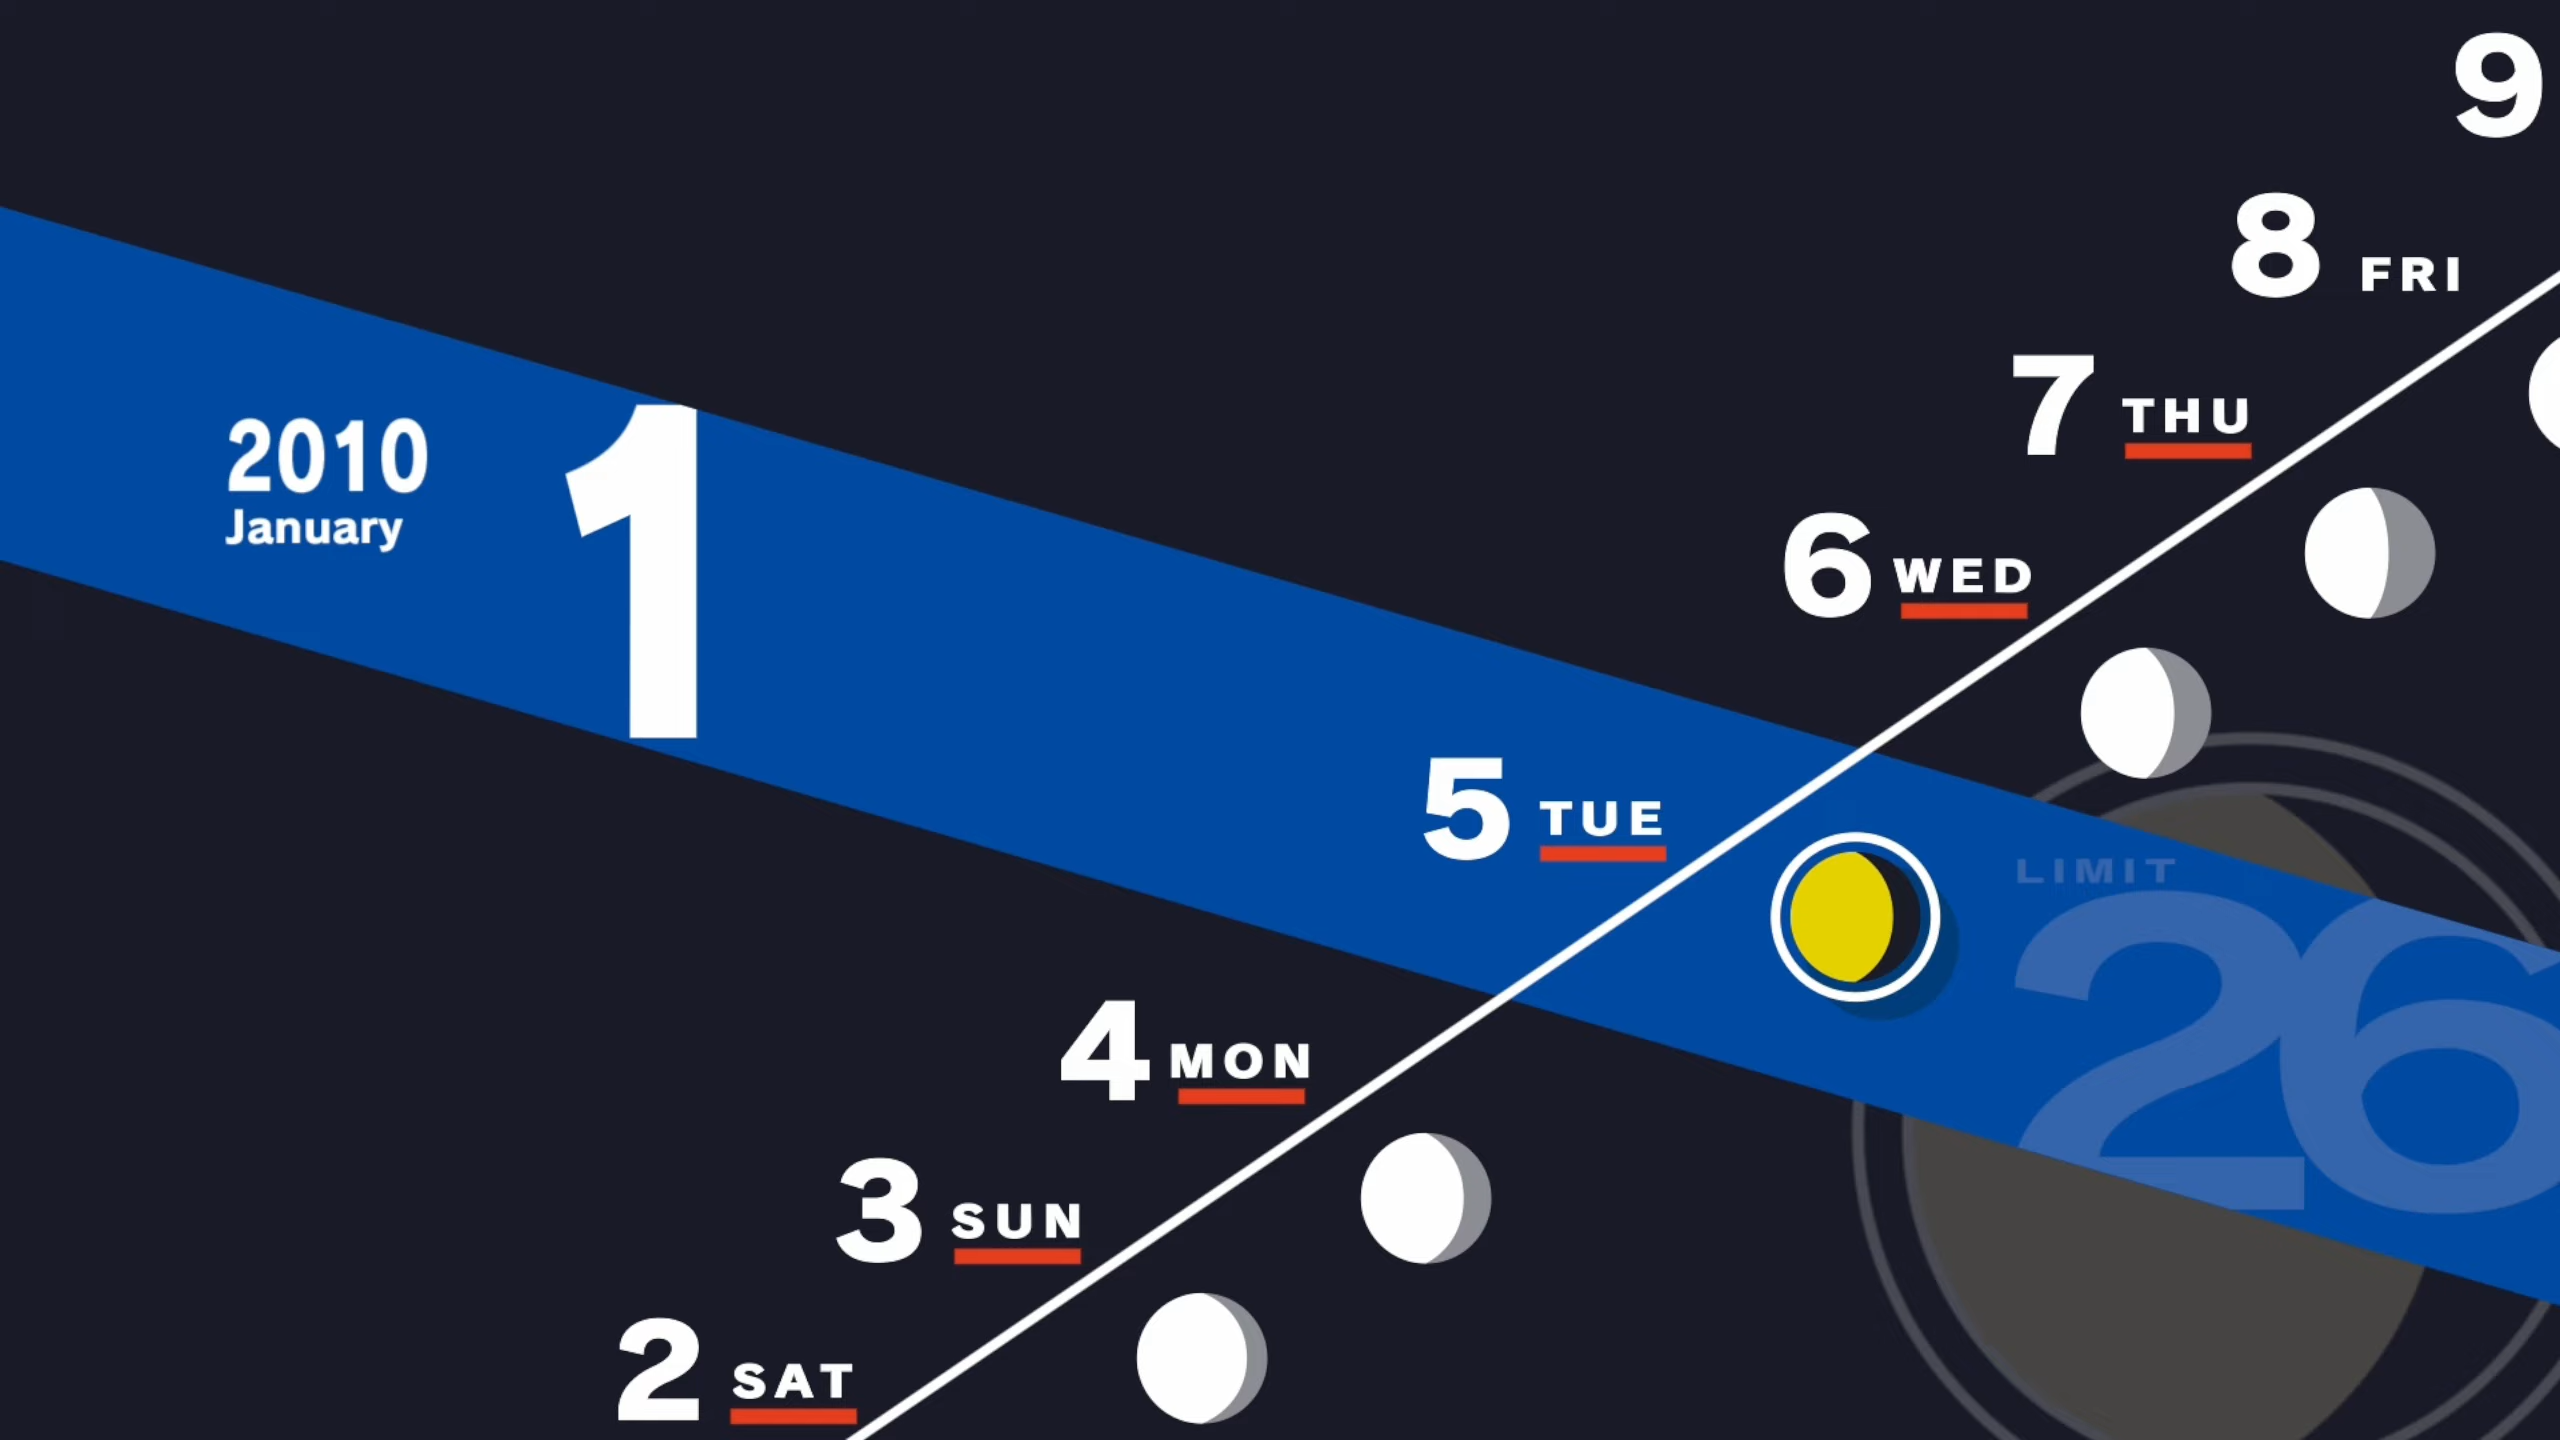 2010
January
1
9
8 FRI
7 THU
6 WED
5 TUE
4 MON
3 SUN
2 SAT
LIMIT
26